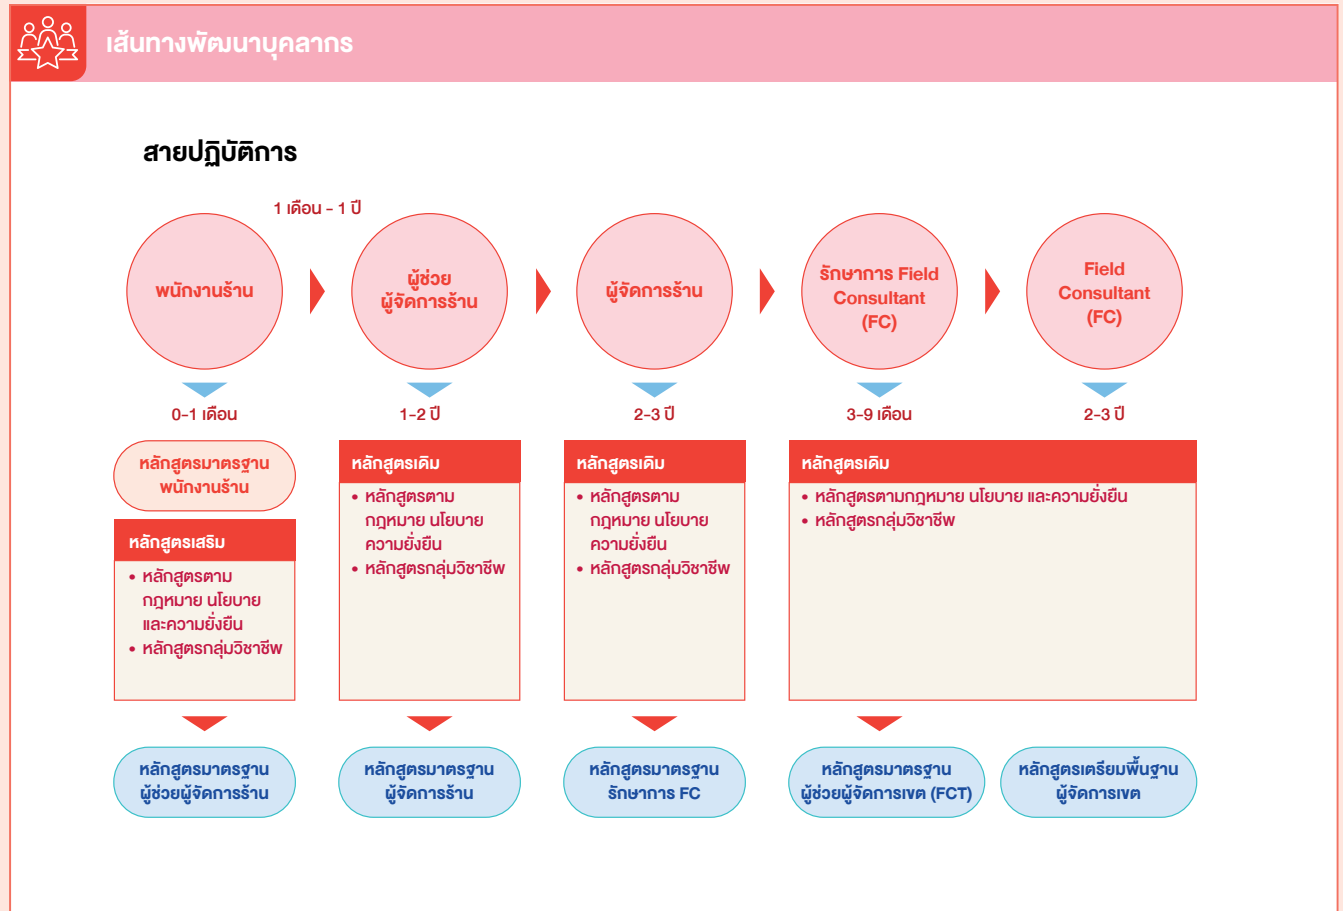 เส้นทางพัฒนาบุคลากร
สายปฏิบัติการ
1 เดือน - 1 ปี
พนักงานร้าน
ผู้ช่วย
ผู้จัดการร้าน
ผู้จัดการร้าน
รักษาการ Field
Consultant
(FC)
Field
Consultant
(FC)
0-1 เดือน
1-2 ปี
2-3 ปี
3-9 เดือน
2-3 ปี
หลักสูตรมาตรฐาน
พนักงานร้าน
หลักสูตรเสริม
• หลักสูตรตาม
กฎหมาย นโยบาย
และความยั่งยืน
• หลักสูตรกลุ่มวิชาชีพ
หลักสูตรเดิม
• หลักสูตรตาม
กฎหมาย นโยบาย
ความยั่งยืน
• หลักสูตรกลุ่มวิชาชีพ
หลักสูตรเดิม
• หลักสูตรตาม
กฎหมาย นโยบาย
ความยั่งยืน
• หลักสูตรกลุ่มวิชาชีพ
หลักสูตรเดิม
• หลักสูตรตามกฎหมาย นโยบาย และความยั่งยืน
• หลักสูตรกลุ่มวิชาชีพ
หลักสูตรมาตรฐาน
ผู้ช่วยผู้จัดการร้าน
หลักสูตรมาตรฐาน
ผู้จัดการร้าน
หลักสูตรมาตรฐาน
รักษาการ FC
หลักสูตรมาตรฐาน
ผู้ช่วยผู้จัดการเขต (FCT)
หลักสูตรเตรียมพื้นฐาน
ผู้จัดการเขต